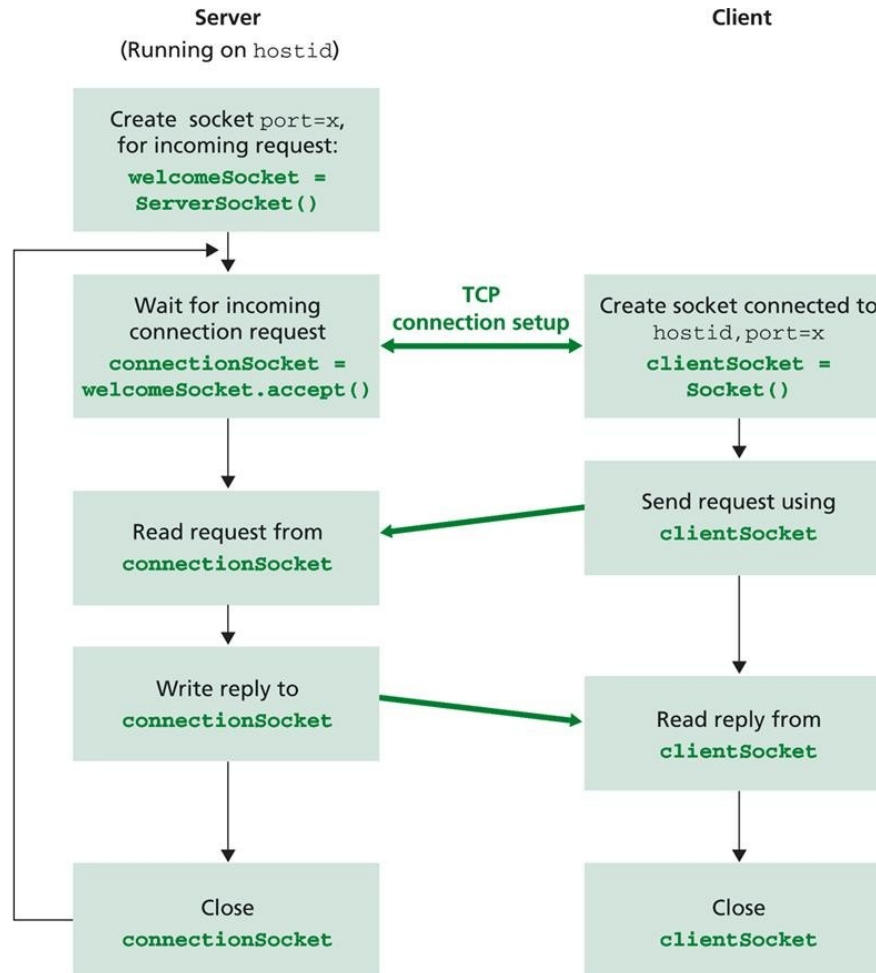 Server
(Running on hostid)
Client
Create socket port=x,
for incoming request:
welcomeSocket =
ServerSocket()
Wait for incoming
connection request
connectionSocket =
welcomeSocket.accept()
TCP
connection setup
Create socket connected to
hostid,port=x
clientSocket =
Socket()
Send request using
clientSocket
Read request from
connectionSocket
Write reply to
connectionSocket
Read reply from
clientSocket
Close
connectionSocket
Close
clientSocket